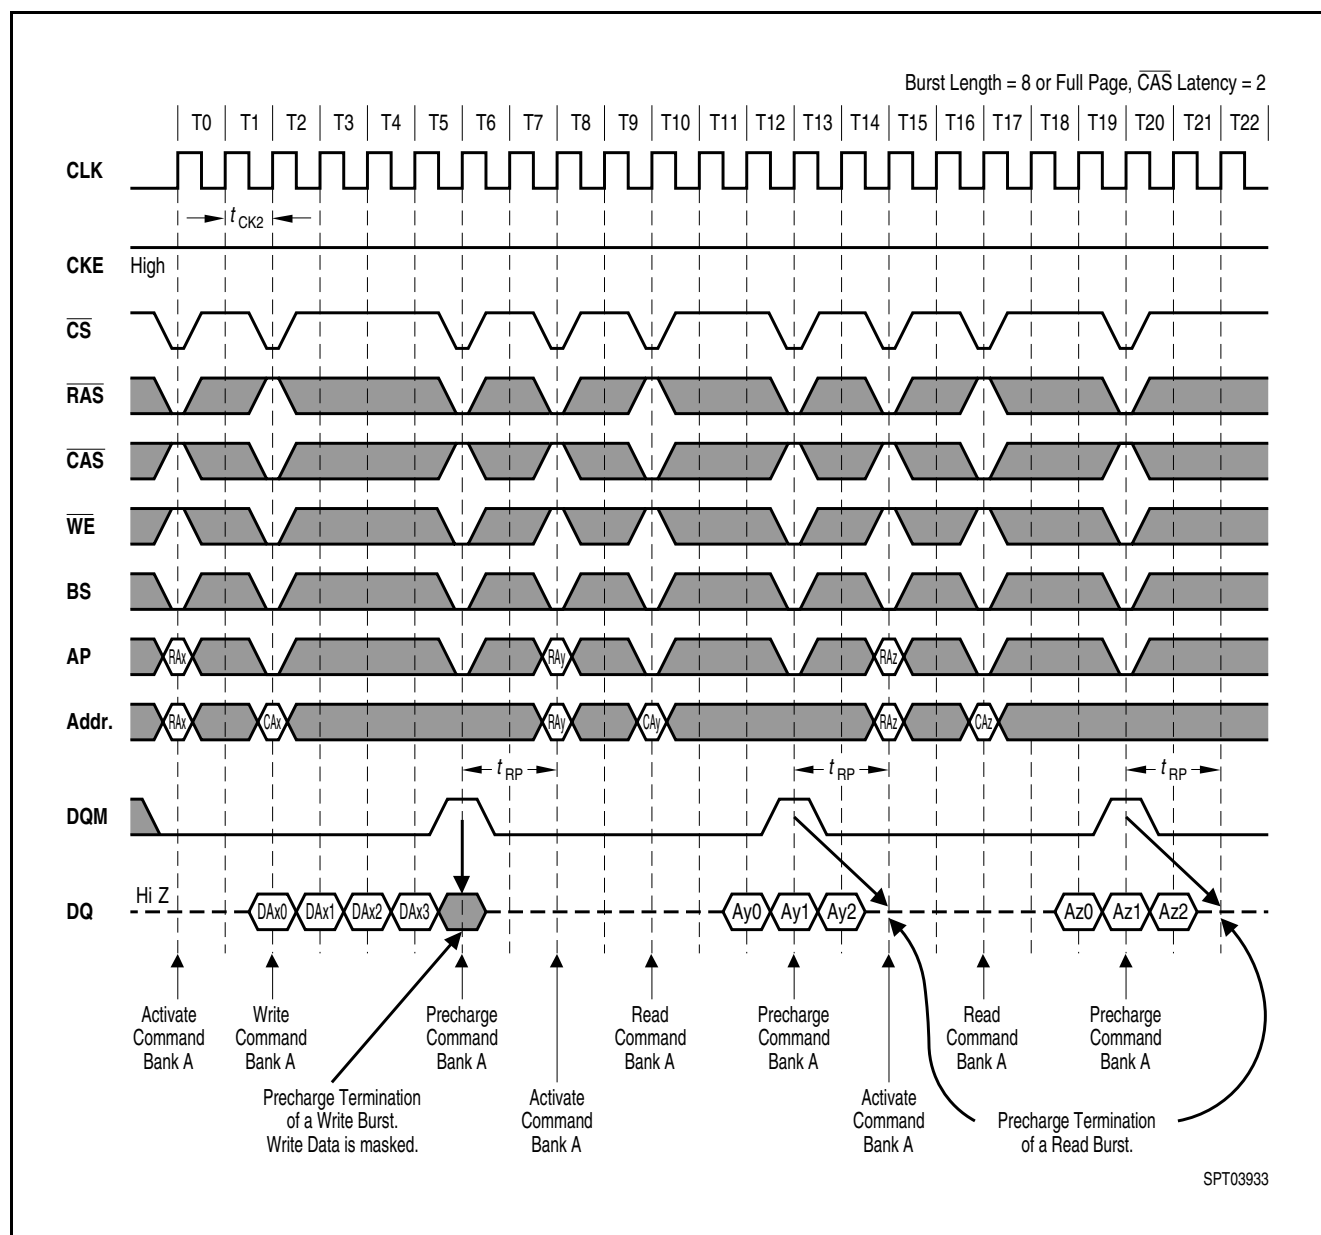 Burst Length = 8 or Full Page, CAS Latency = 2
T0 T1 T2 T3 T4 T5 T6 T7 T8 T9 T10 T11 T12 T13 T14 T15 T16 T17 T18 T19 T20 T21 T22
CLK
t CK2
CKE High
CS
RAS
CAS
WE
BS
AP RAx RAy RAz
Addr. RAx CAx RAy CAy RAz CAz
t RP t RP t RP
DQM
Hi Z
DQ DAx0 DAx1 DAx2 DAx3 Ay0 Ay1 Ay2 Az0 Az1 Az2
Activate
Command
Bank A
Write
Command
Bank A
Precharge
Command
Bank A
Read
Command
Bank A
Precharge
Command
Bank A
Read
Command
Bank A
Precharge
Command
Bank A
Precharge Termination
of a Write Burst.
Write Data is masked.
Activate
Command
Bank A
Activate
Command
Bank A
Precharge Termination
of a Read Burst.
SPT03933